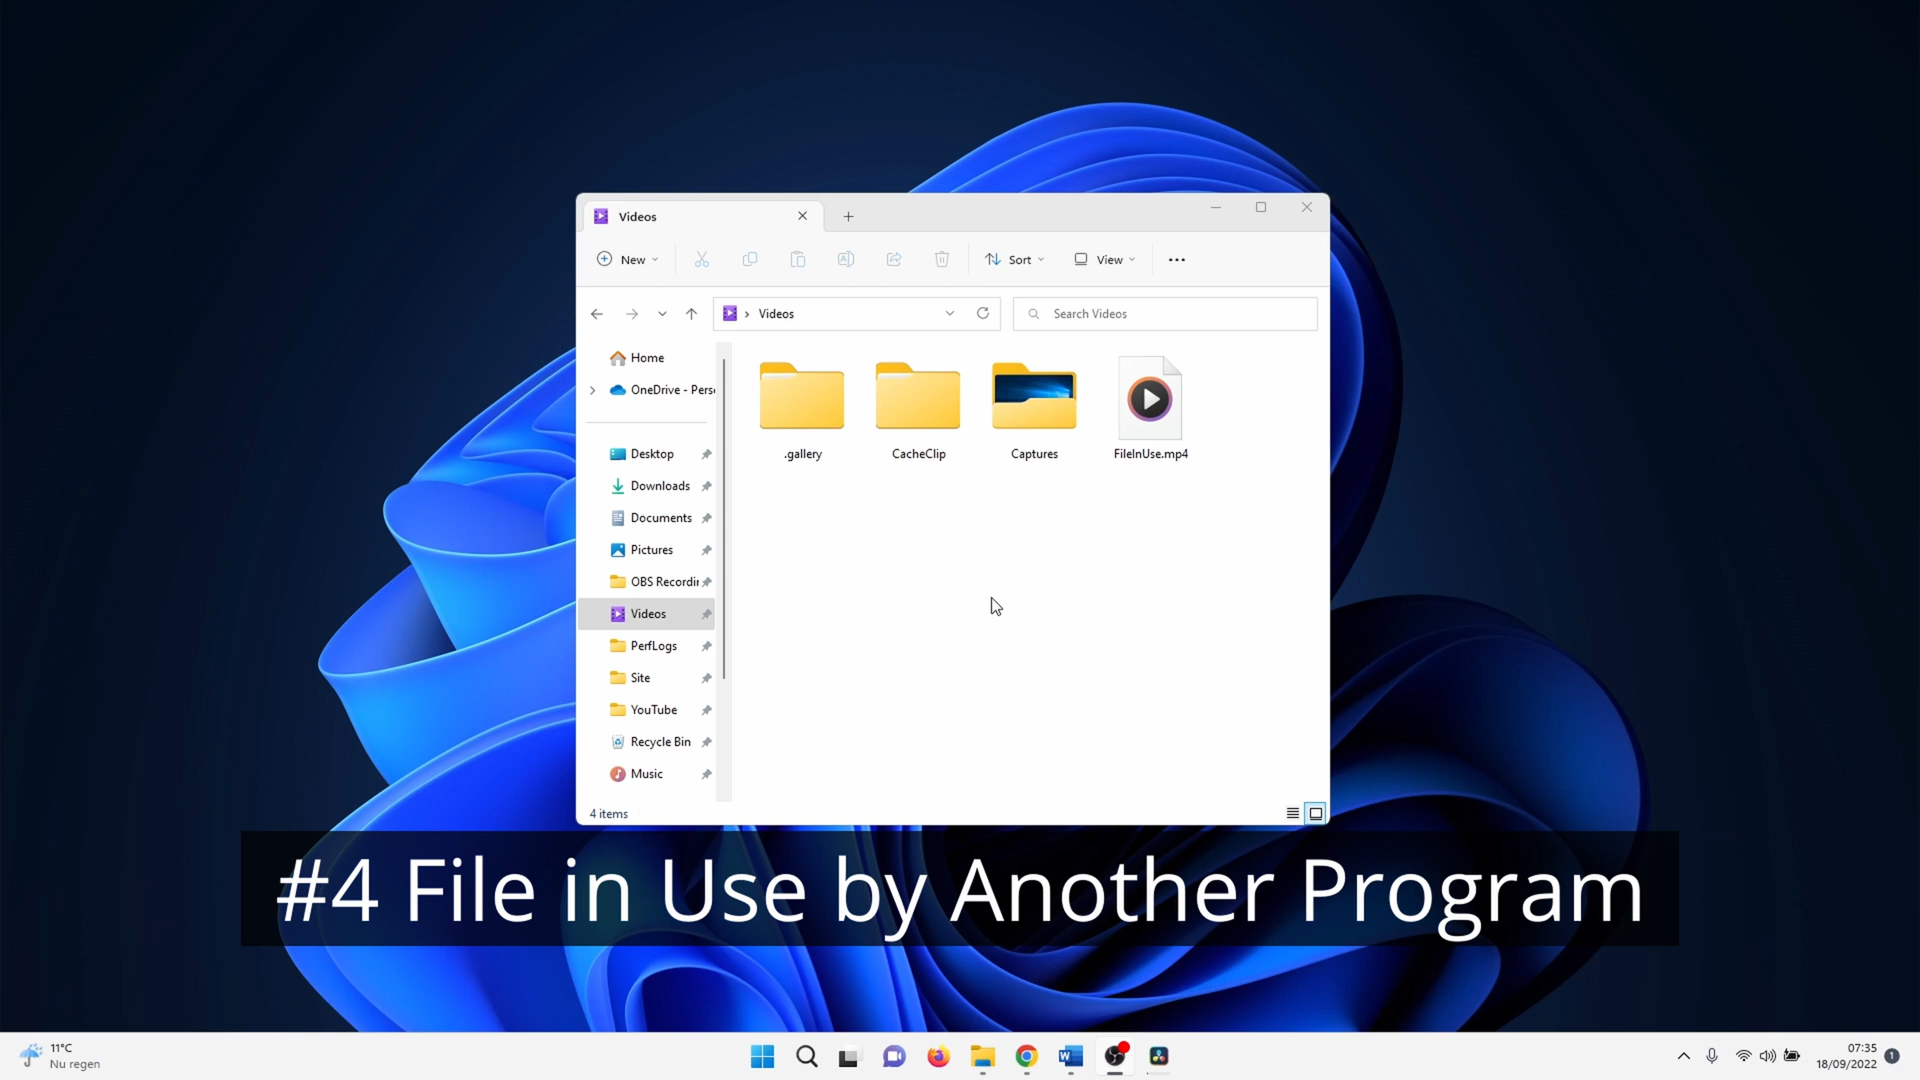 Videos
New
Sort
View
Videos
Search Videos
Home
OneDrive - Pers
Desktop
Downloads
Documents
Pictures
OBS Recordin
Videos
PerfLogs
Site
YouTube
Recycle Bin
Music
.gallery
CacheClip
Captures
FileInUse.mp4
4 items
#4 File in Use by Another Program
11°C
Nu regen
07:35
18/09/2022
1